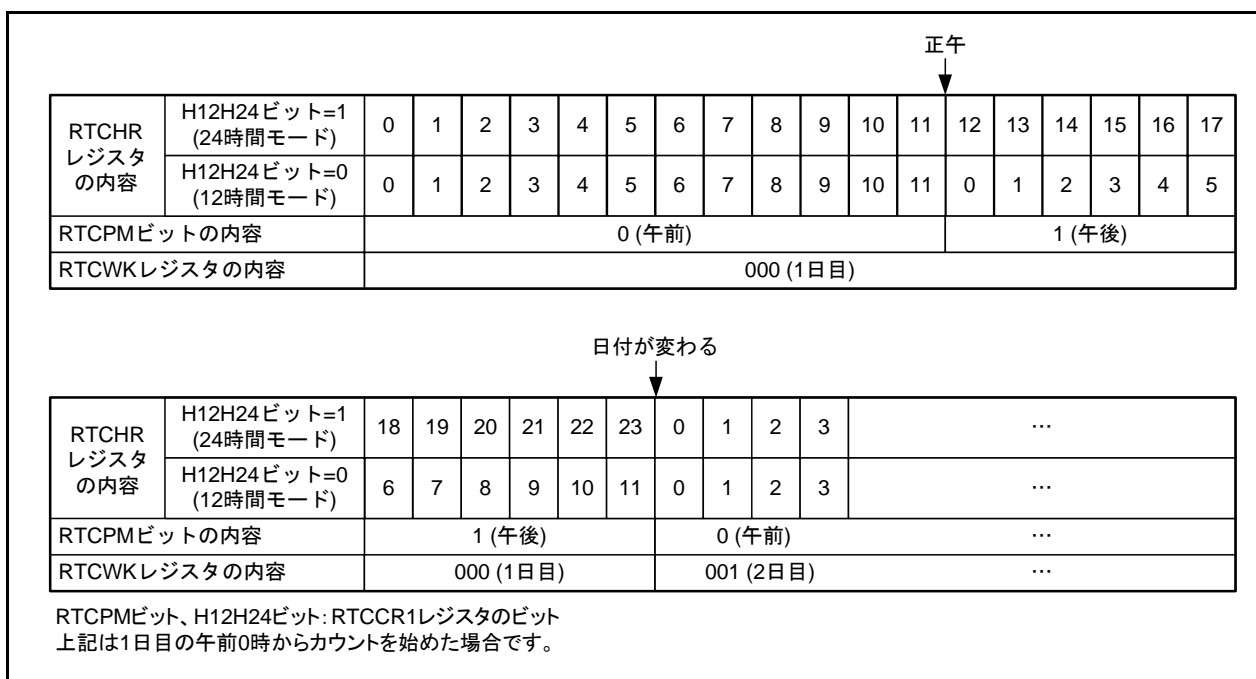 正午
RTCHR
レジスタ
の内容
H12H24ビット=1
(24時間モード)
0 1 2 3 4 5 6 7 8 9 10 11 12 13 14 15 16 17
H12H24ビット=0
(12時間モード)
0 1 2 3 4 5 6 7 8 9 10 11 0 1 2 3 4 5
RTCPMビットの内容 0 (午前) 1 (午後)
RTCWKレジスタの内容 000 (1日目)
日付が変わる
RTCHR
レジスタ
の内容
H12H24ビット=1
(24時間モード)
18 19 20 21 22 23 0 1 2 3 …
H12H24ビット=0
(12時間モード)
6 7 8 9 10 11 0 1 2 3 …
RTCPMビットの内容 1 (午後) 0 (午前) …
RTCWKレジスタの内容 000 (1日目) 001 (2日目) …
RTCPMビット、H12H24ビット: RTCCR1レジスタのビット
上記は1日目の午前0時からカウントを始めた場合です。